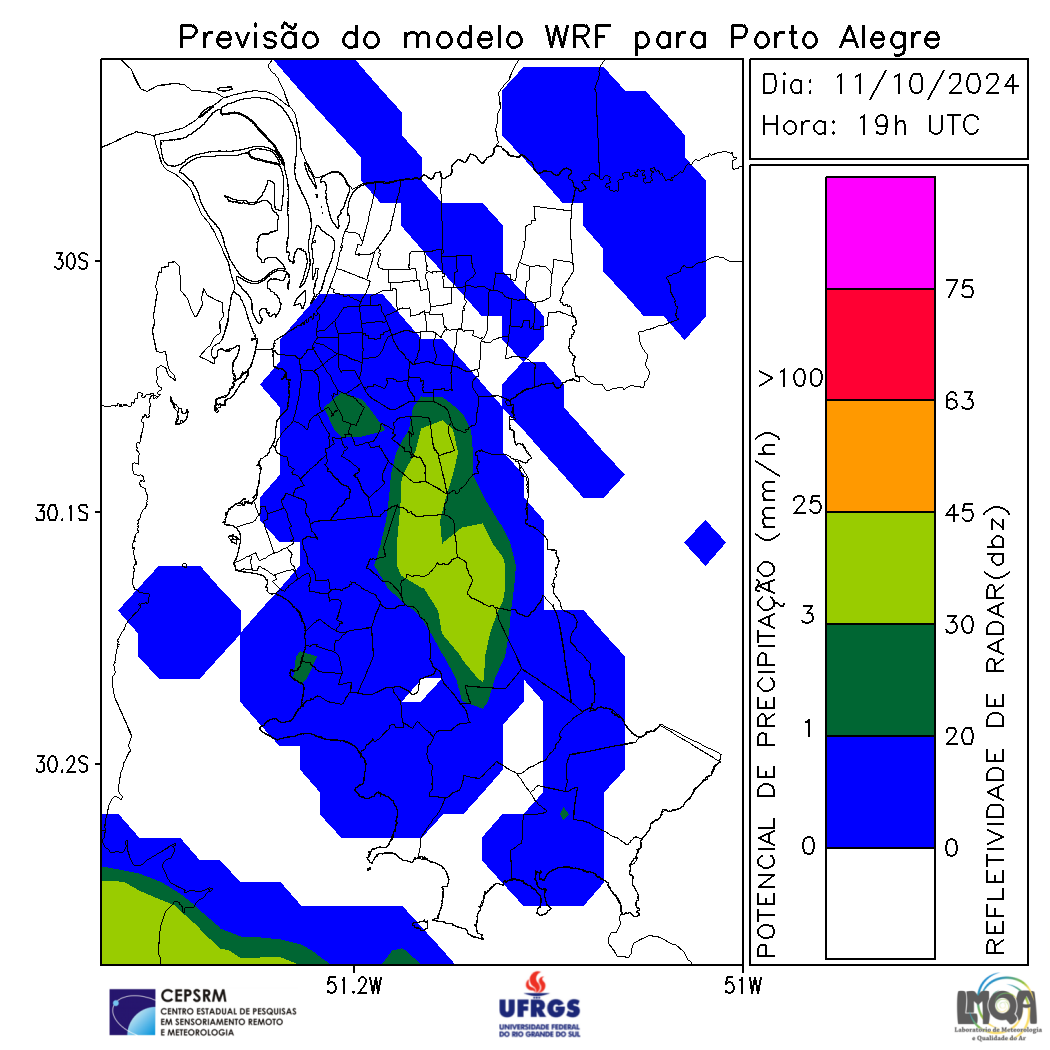 Previsão do modelo WRF para Porto Alegre
Dia: 11/10/2024
Hora: 19h UTC
30S
30.1S
30.2S
51.2W
51W
POTENCIAL DE PRECIPITAÇÃO (mm/h)
>100
25
3
1
0
75
63
45
30
20
0
REFLETIVIDADE DE RADAR(dbz)
CEPSRM
CENTRO ESTADUAL DE PESQUISAS
EM SENSORIAMENTO REMOTO
E METEOROLOGIA
UFRGS
UNIVERSIDADE FEDERAL
DO RIO GRANDE DO SUL
LMQA
Laboratório de Meteorologia
e Qualidade do Ar